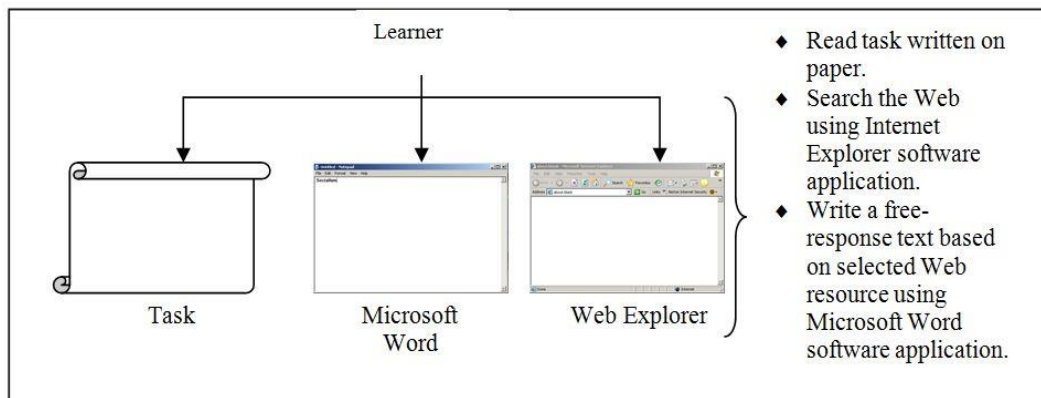 Learner
Task
Microsoft
Word
Web Explorer
♦ Read task written on
paper.
♦ Search the Web
using Internet
Explorer software
application.
♦ Write a free-
response text based
on selected Web
resource using
Microsoft Word
software application.